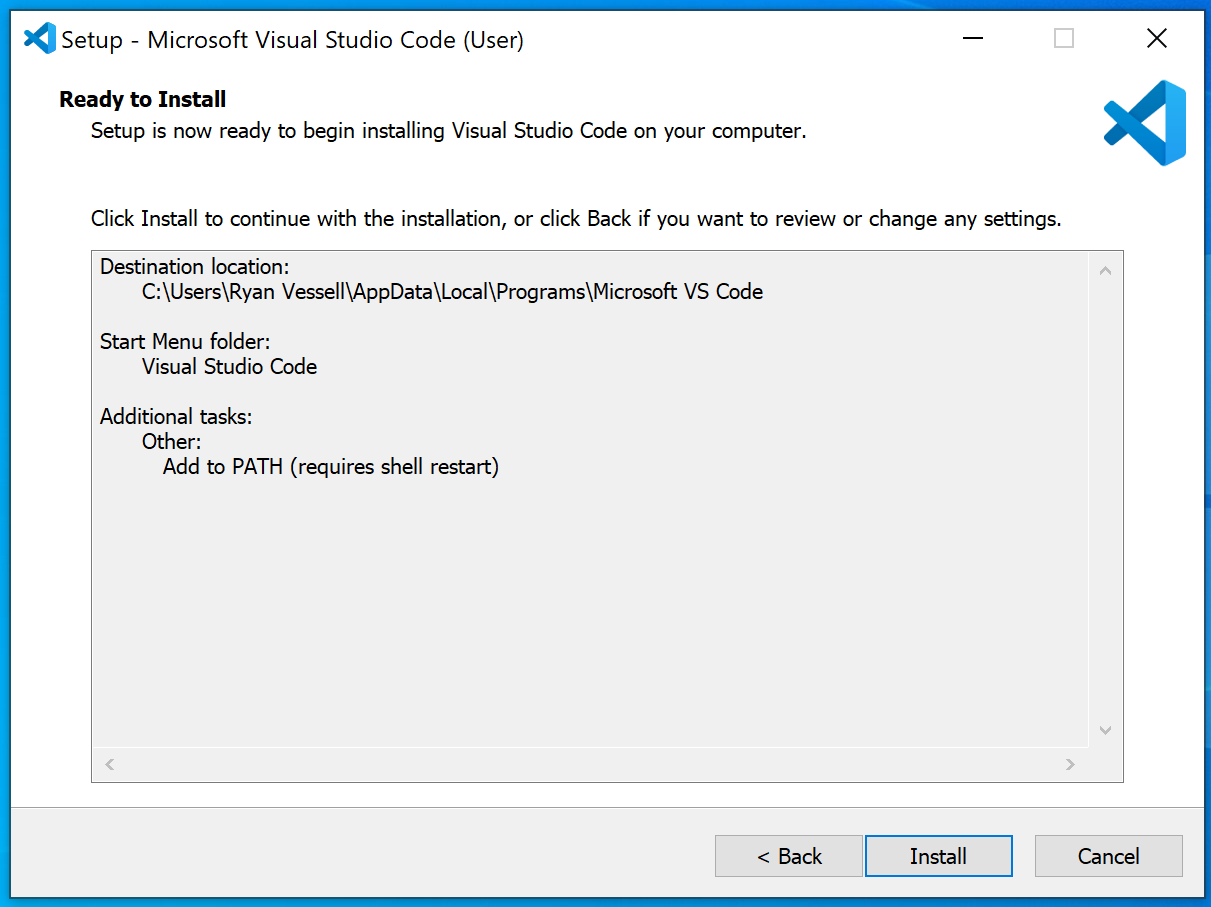 Setup - Microsoft Visual Studio Code (User)
Ready to Install
Setup is now ready to begin installing Visual Studio Code on your computer.
Click Install to continue with the installation, or click Back if you want to review or change any settings.
Destination location:
C:\Users\Ryan Vessell\AppData\Local\Programs\Microsoft VS Code
Start Menu folder:
Visual Studio Code
Additional tasks:
Other:
Add to PATH (requires shell restart)
< Back
Install
Cancel